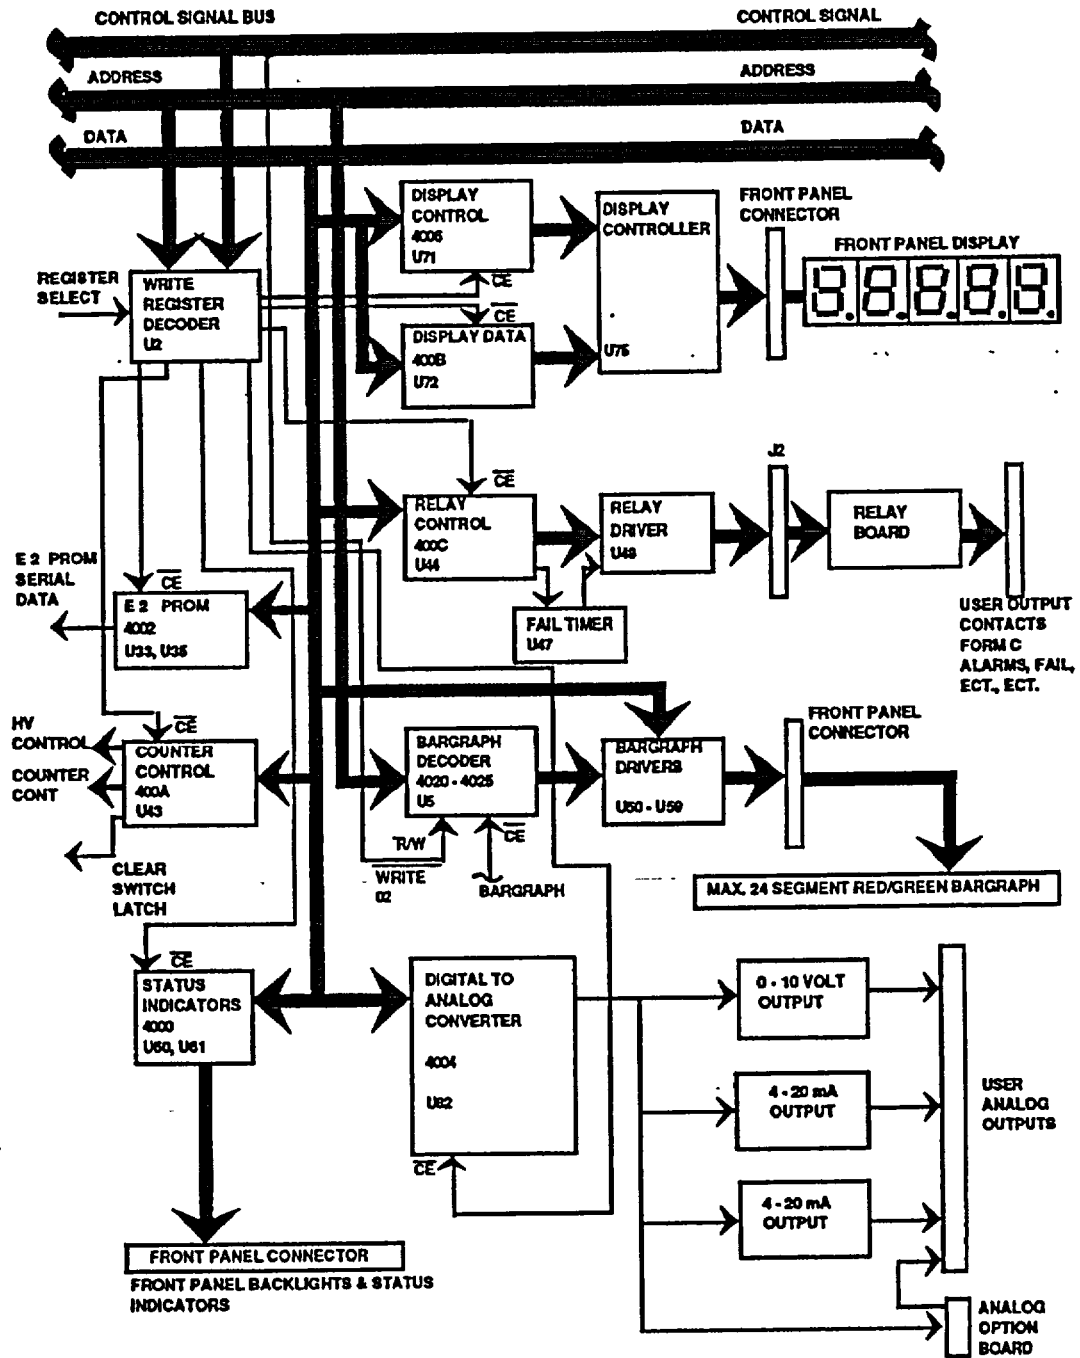 CONTROL SIGNAL BUS
CONTROL SIGNAL
ADDRESS
ADDRESS
DATA
DATA
REGISTER
SELECT
WRITE
REGISTER
DECODER
U2
DISPLAY
CONTROL
4006
U71
CE
CE
DISPLAY DATA
400B
U72
DISPLAY
CONTROLLER
U75
FRONT PANEL
CONNECTOR
FRONT PANEL DISPLAY
CE
RELAY
CONTROL
400C
U44
RELAY
DRIVER
U49
FAIL TIMER
U47
J2
RELAY
BOARD
USER OUTPUT
CONTACTS
FORM C
ALARMS, FAIL,
ECT., ECT.
E 2 PROM
SERIAL
DATA
CE
E 2 PROM
4002
U33, U35
HV
CONTROL
COUNTER
CONT
CE
COUNTER
CONTROL
400A
U43
CLEAR
SWITCH
LATCH
BARGRAPH
DECODER
4020 - 4025
U5
R/W
WRITE
02
CE
BARGRAPH
BARGRAPH
DRIVERS
U50 - U59
FRONT PANEL
CONNECTOR
MAX. 24 SEGMENT RED/GREEN BARGRAPH
CE
STATUS
INDICATORS
4000
U60, U61
DIGITAL TO
ANALOG
CONVERTER
4004
U82
CE
0 - 10 VOLT
OUTPUT
4 - 20 mA
OUTPUT
4 - 20 mA
OUTPUT
USER
ANALOG
OUTPUTS
ANALOG
OPTION
BOARD
FRONT PANEL CONNECTOR
FRONT PANEL BACKLIGHTS & STATUS
INDICATORS